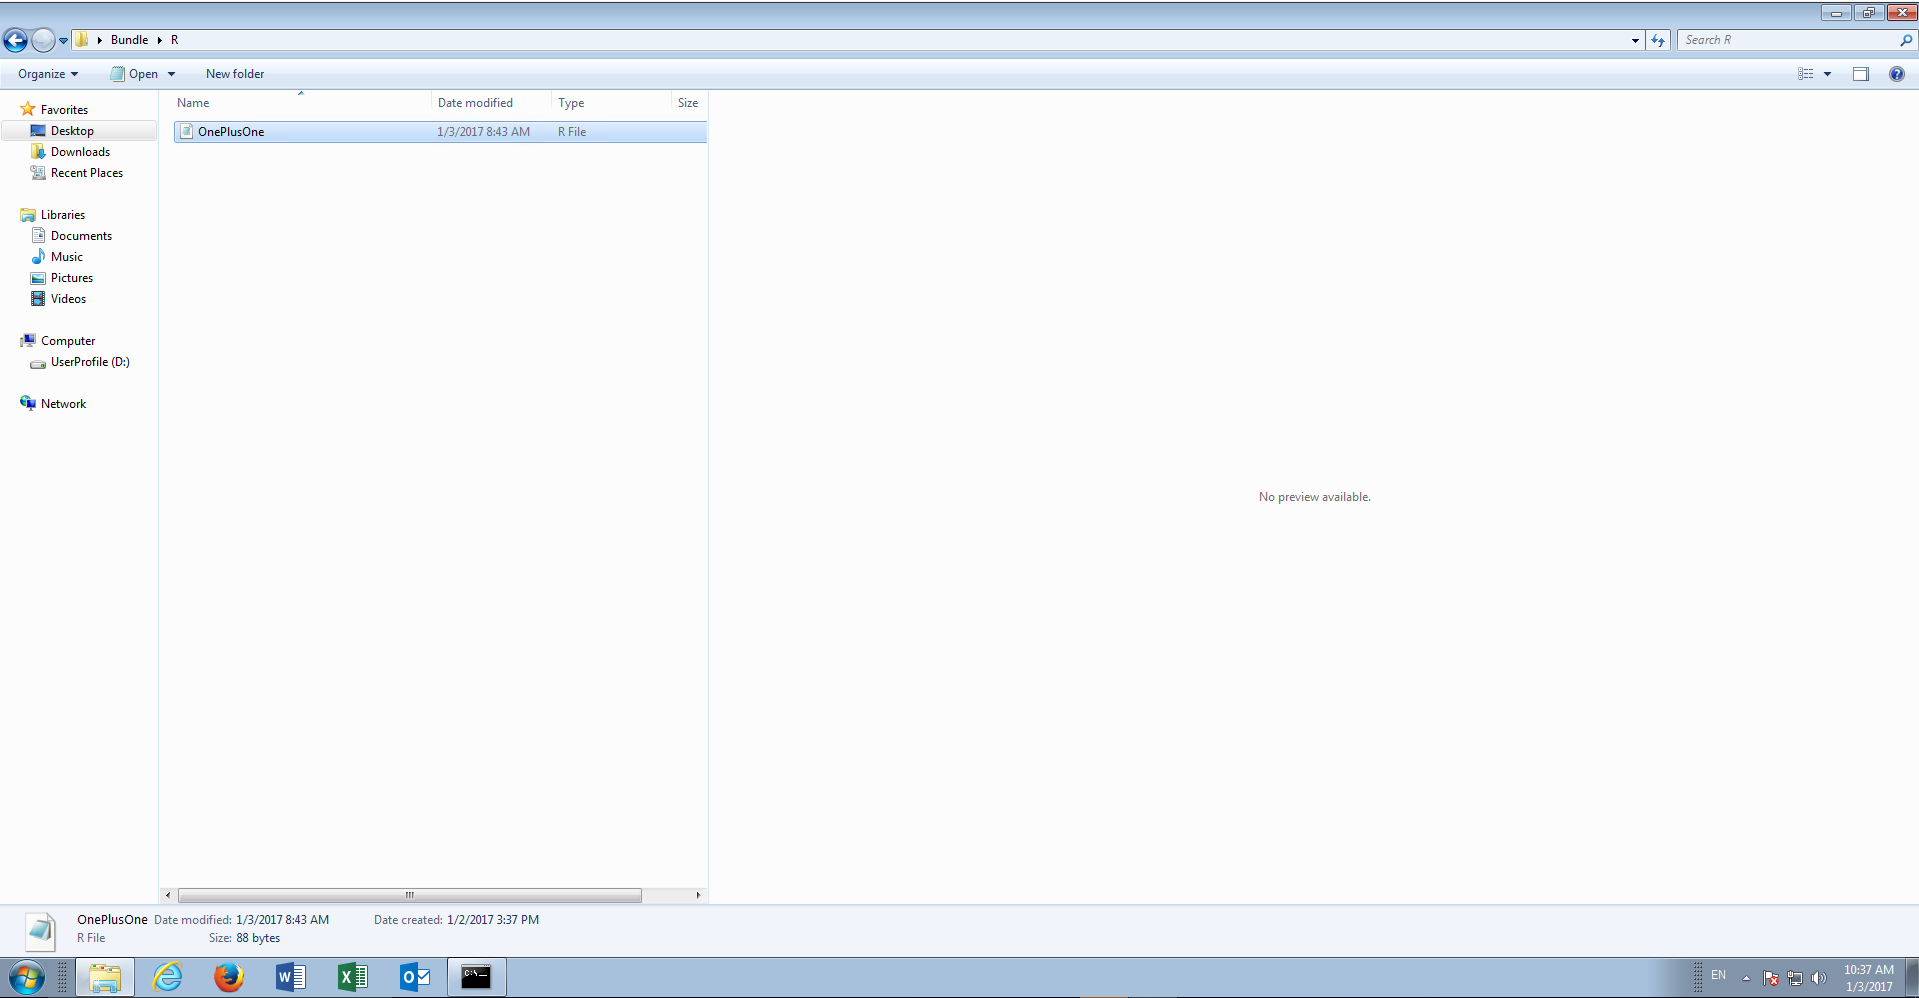 Bundle R
Search R
Organize Open New folder
Name Date modified Type Size
OnePlusOne 1/3/2017 8:43 AM R File
Favorites
Desktop
Downloads
Recent Places
Libraries
Documents
Music
Pictures
Videos
Computer
UserProfile (D:)
Network
No preview available.
OnePlusOne Date modified: 1/3/2017 8:43 AM Date created: 1/2/2017 3:37 PM
R File Size: 88 bytes
EN
10:37 AM
1/3/2017